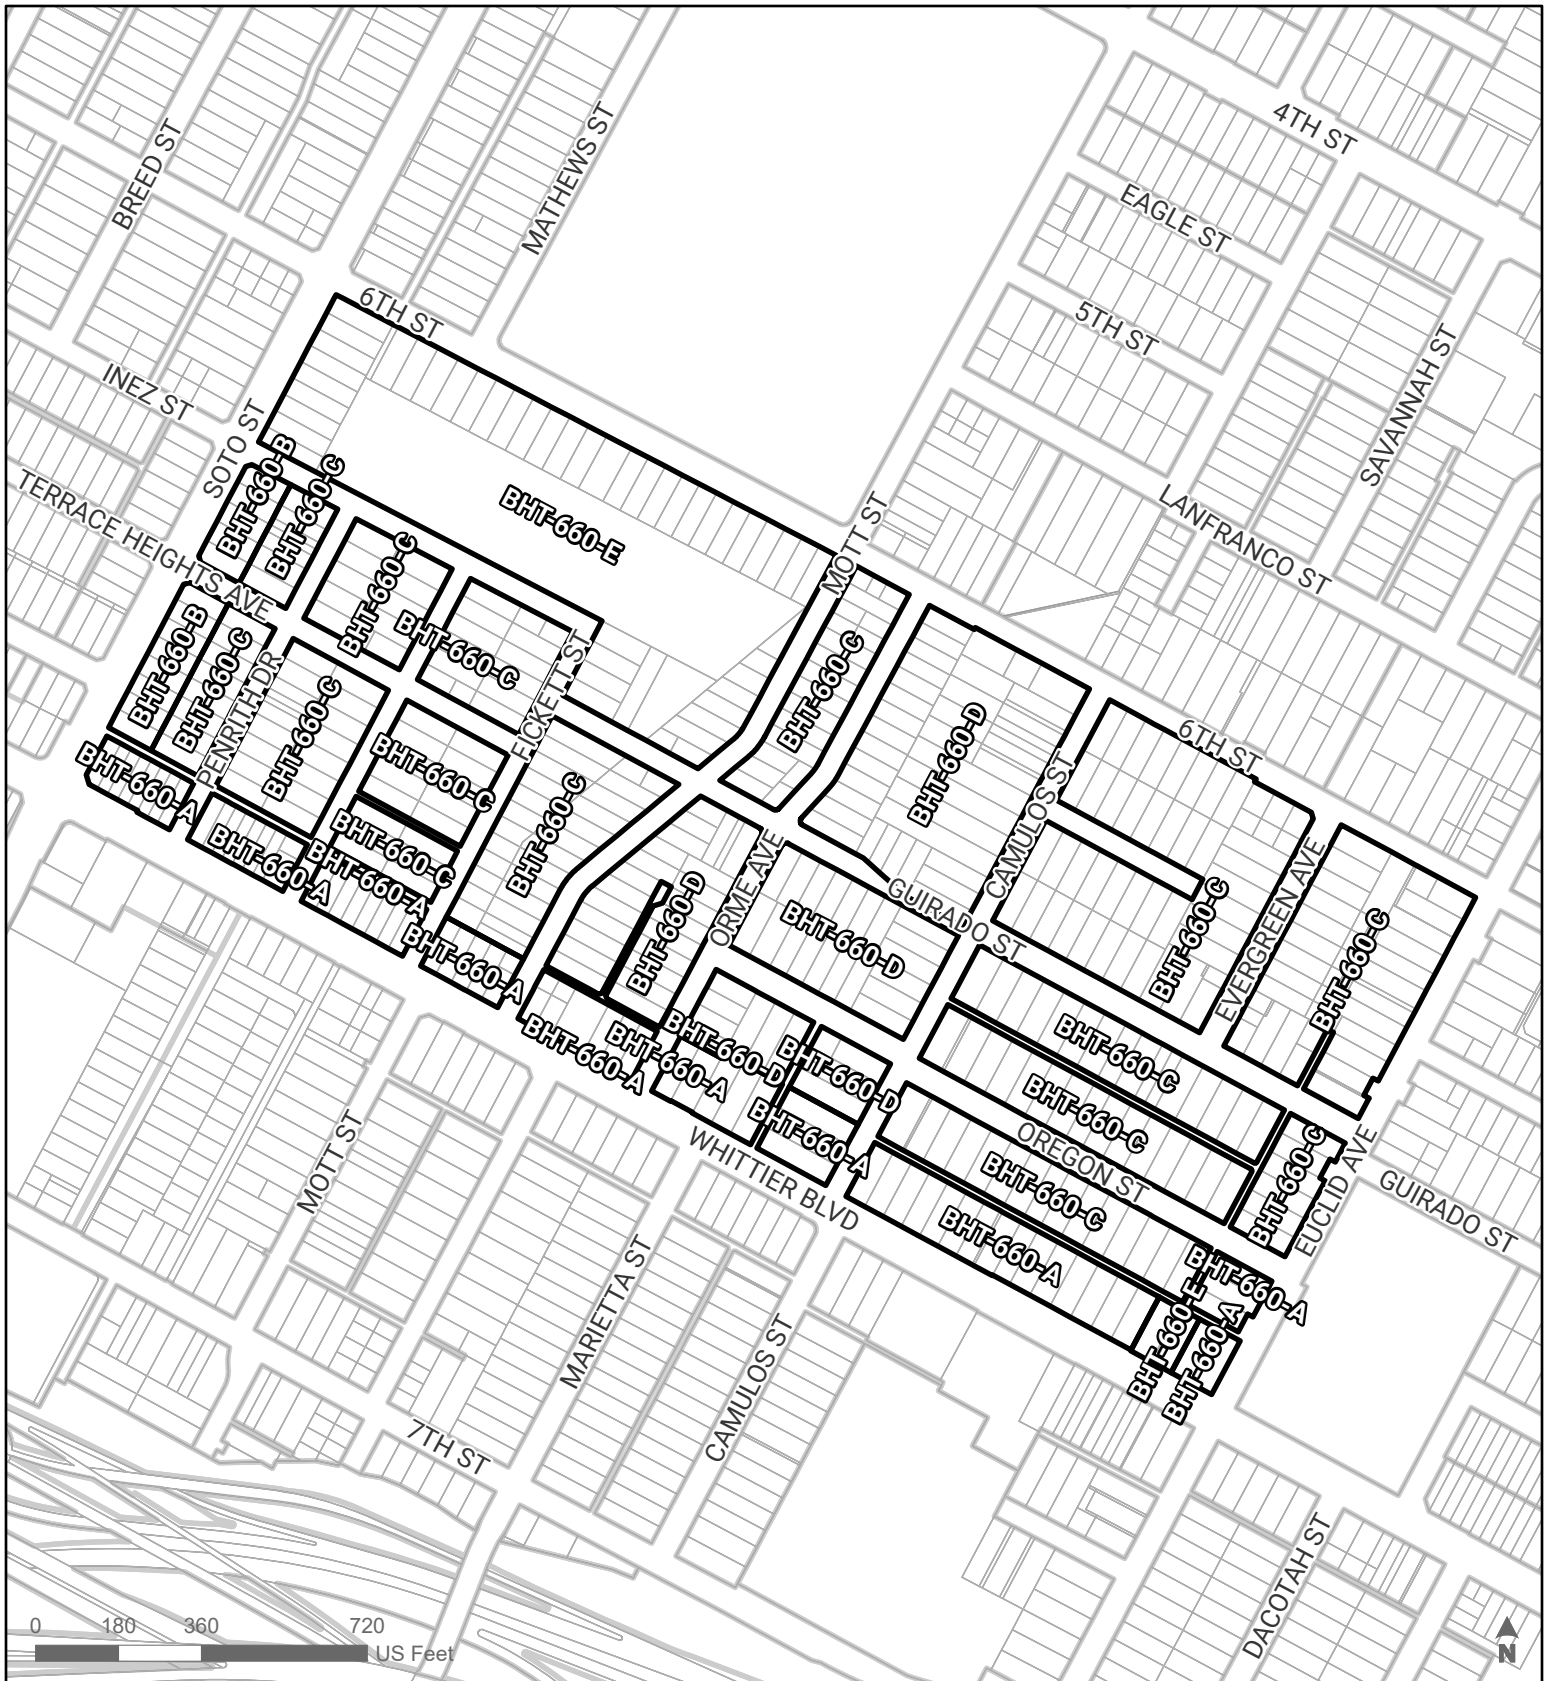 4TH ST
BREED ST
MATHEWS ST
EAGLE ST
6TH ST
5TH ST
INEZ ST
SAVANNAH ST
SOTO ST
BHT-660-B
BHT-660-C
TERRACE HEIGHTS AVE
BHT-660-E
MOTT ST
LANFRANCO ST
BHT-660-C
BHT-660-C
BHT-660-B
BHT-660-C
PENRITH DR
FICKETT ST
BHT-660-C
BHT-660-C
BHT-660-D
6TH ST
BHT-660-A
BHT-660-C
BHT-660-C
CAMULOS ST
BHT-660-A
BHT-660-A
BHT-660-C
ORME AVE
GUIRADO ST
EVERGREEN AVE
BHT-660-A
BHT-660-D
BHT-660-D
BHT-660-C
BHT-660-C
BHT-660-A
BHT-660-A
BHT-660-D
BHT-660-D
BHT-660-C
BHT-660-C
BHT-660-A
WHITTIER BLVD
OREGON ST
BHT-660-C
BHT-660-C
EUCLID AVE
GUIRADO ST
MOTT ST
BHT-660-A
BHT-660-A
MARIETTA ST
CAMULOS ST
BHT-660-E
BHT-660-A
7TH ST
DACOTAH ST
0 180 360 720
US Feet
N